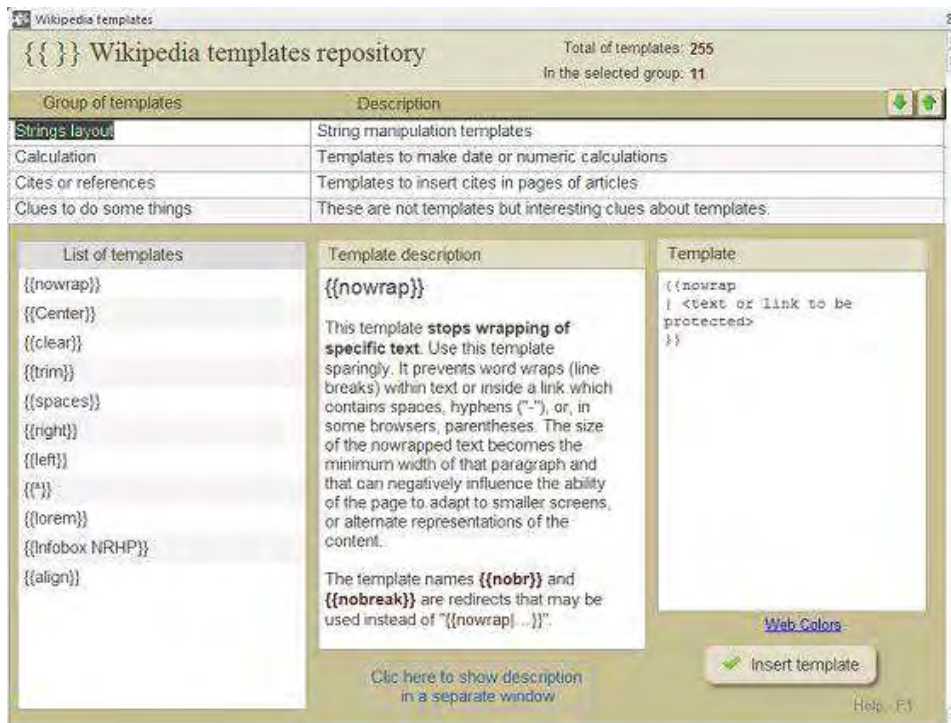 Wikipedia templates
{{ }} Wikipedia templates repository
Total of templates: 255
In the selected group: 11
Group of templates Description
Strings layout String manipulation templates
Calculation Templates to make date or numeric calculations
Cites or references Templates to insert cites in pages of articles
Clues to do some things These are not templates but interesting clues about templates.
List of templates
{{nowrap}}
{{Center}}
{{clear}}
{{trim}}
{{spaces}}
{{right}}
{{left}}
{{*}}
{{lorem}}
{{Infobox NRHP}}
{{align}}
Template description
{{nowrap}}
This template stops wrapping of
specific text. Use this template
sparingly. It prevents word wraps (line
breaks) within text or inside a link which
contains spaces, hyphens ("-"), or, in
some browsers, parentheses. The size
of the nowrapped text becomes the
minimum width of that paragraph and
that can negatively influence the ability
of the page to adapt to smaller screens,
or alternate representations of the
content.
The template names {{nobr}} and
{{nobreak}} are redirects that may be
used instead of "{{nowrap|...}}".
Clic here to show description
in a separate window
Template
{{nowrap
| <text or link to be
protected>
}}
Web Colors
Insert template
Help: F1